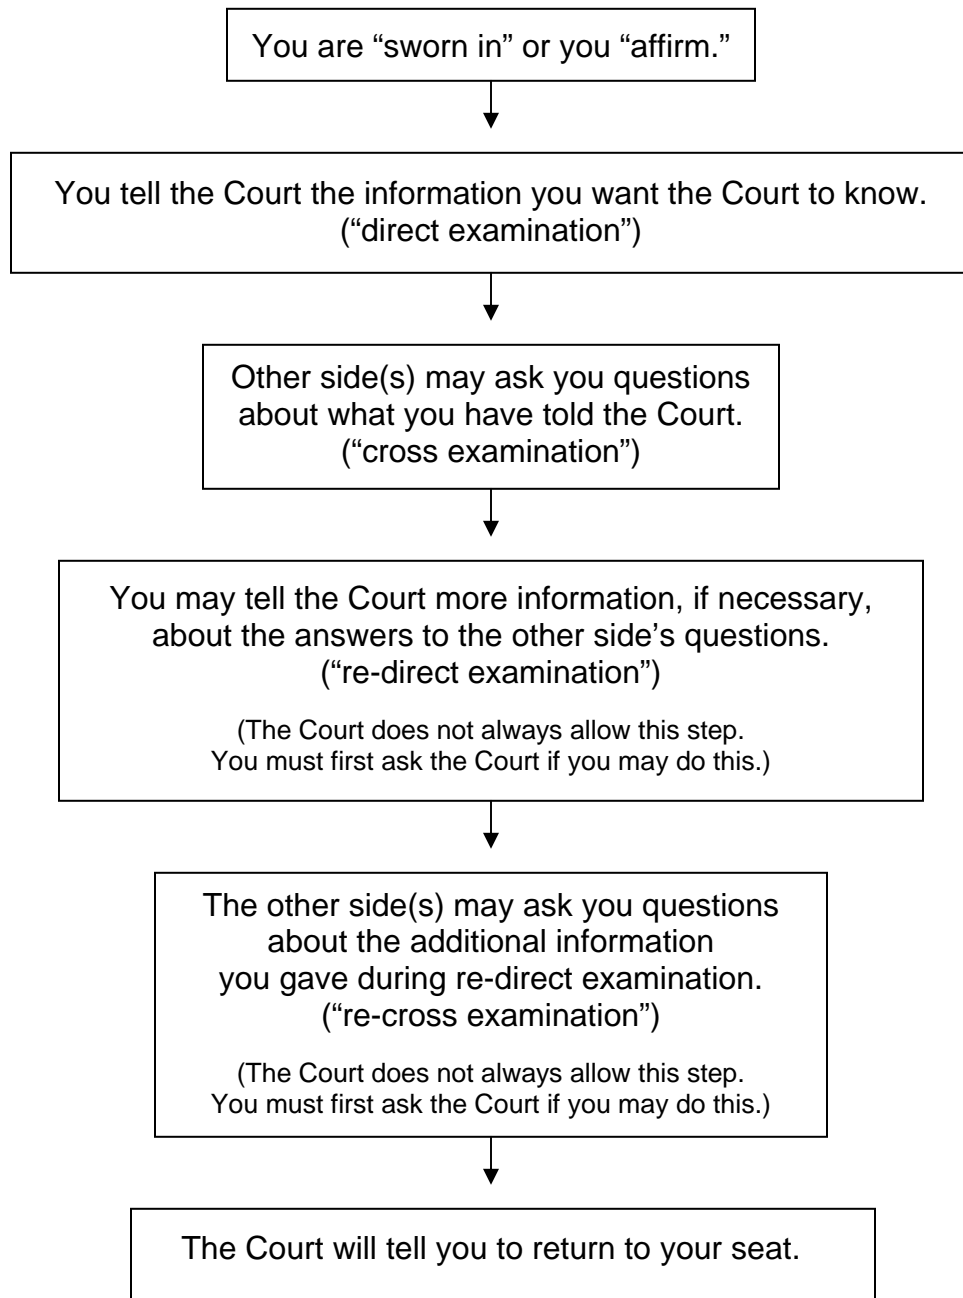 You are “sworn in” or you “affirm.”
You tell the Court the information you want the Court to know.
(“direct examination”)
Other side(s) may ask you questions
about what you have told the Court.
(“cross examination”)
You may tell the Court more information, if necessary,
about the answers to the other side’s questions.
(“re-direct examination”)
(The Court does not always allow this step.
You must first ask the Court if you may do this.)
The other side(s) may ask you questions
about the additional information
you gave during re-direct examination.
(“re-cross examination”)
(The Court does not always allow this step.
You must first ask the Court if you may do this.)
The Court will tell you to return to your seat.